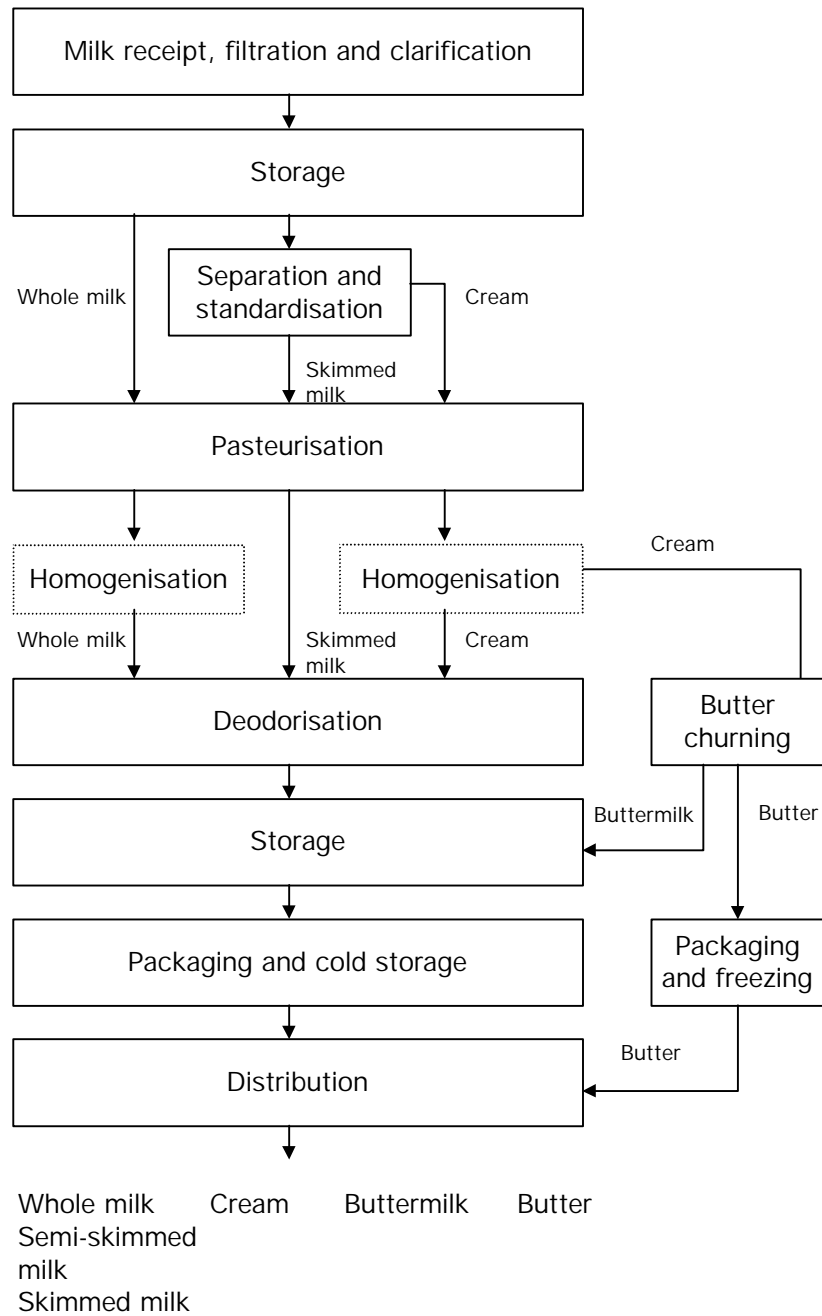 Milk receipt, filtration and clarification
Storage
Separation and
standardisation
Whole milk
Cream
Skimmed
milk
Pasteurisation
Cream
Homogenisation
Homogenisation
Whole milk
Skimmed
milk
Cream
Deodorisation
Butter
churning
Buttermilk
Butter
Storage
Packaging and cold storage
Packaging
and freezing
Butter
Distribution
Whole milk Cream Buttermilk Butter
Semi-skimmed
milk
Skimmed milk